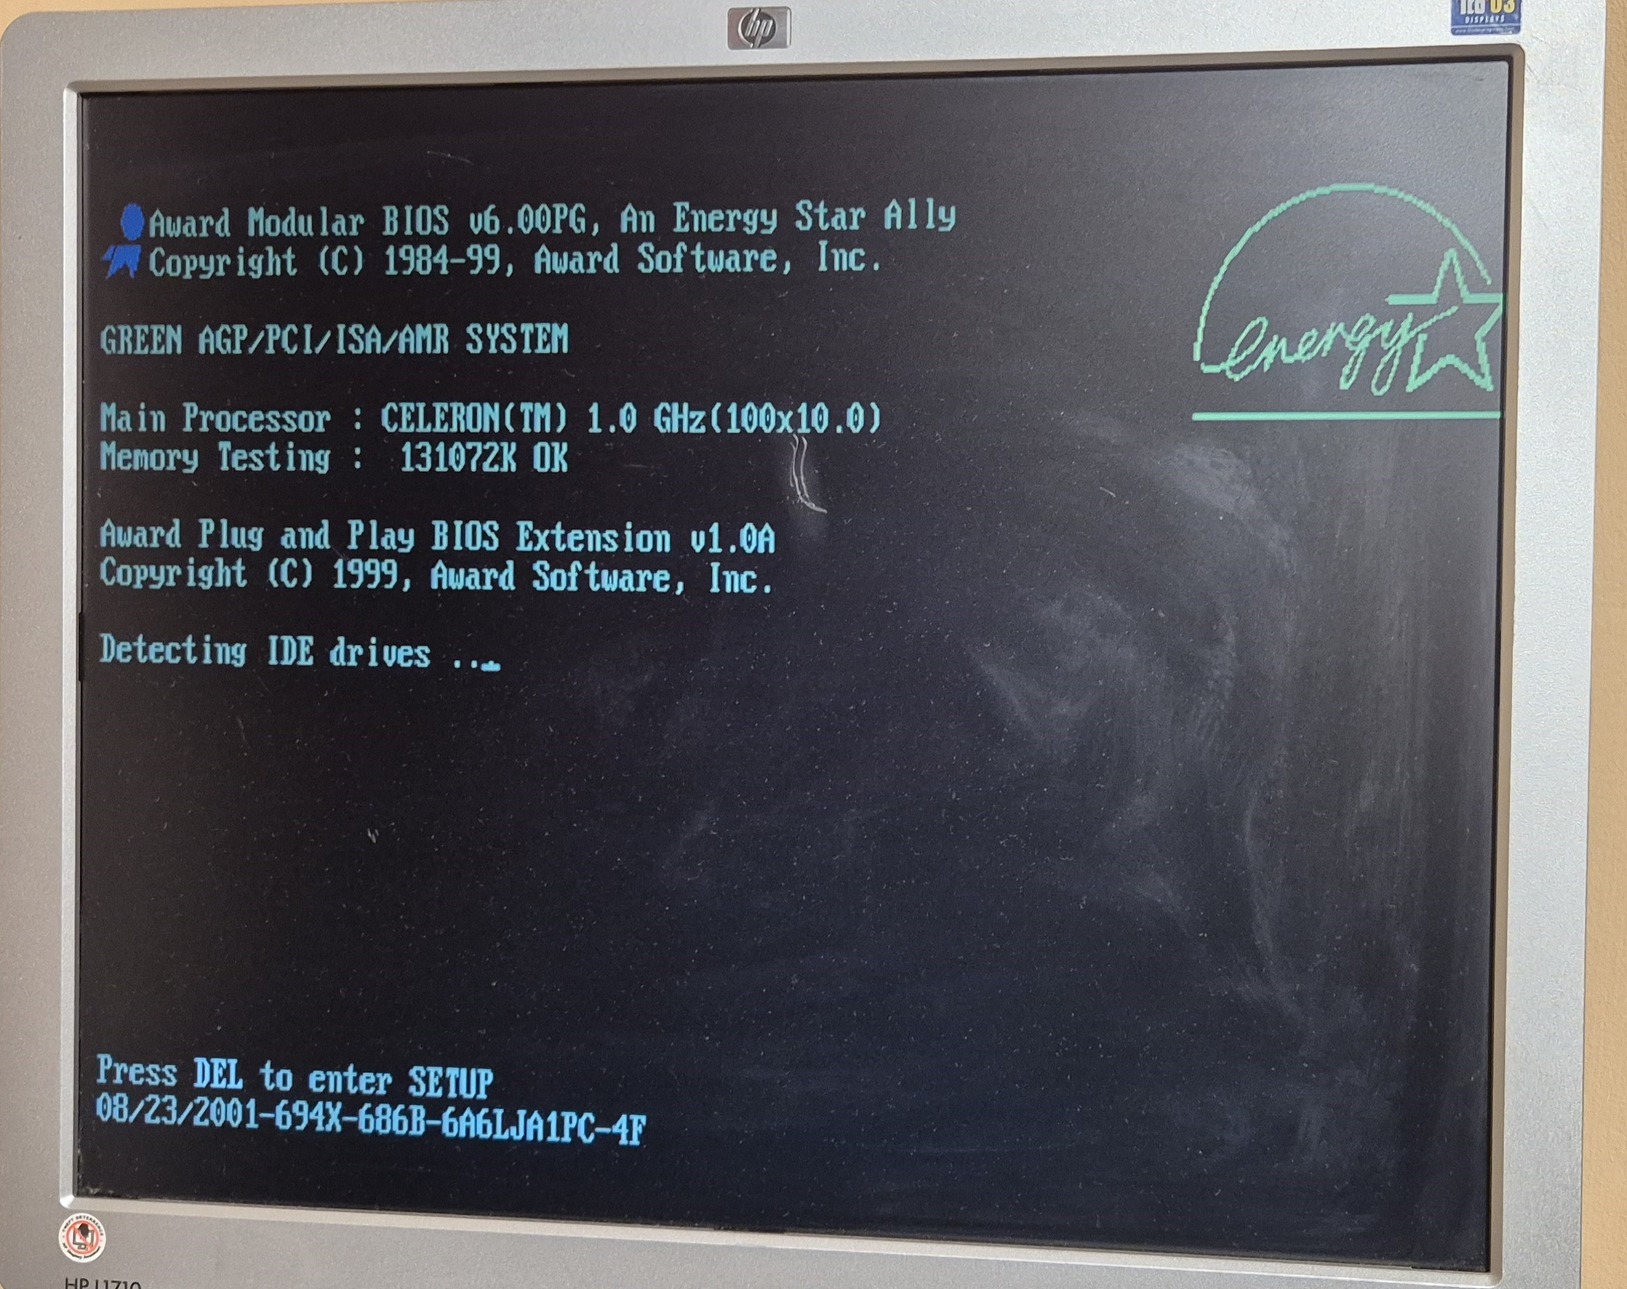 hp
DISPLAYS
Award Modular BIOS v6.00PG, An Energy Star Ally
Copyright (C) 1984-99, Award Software, Inc.
energy
GREEN AGP/PCI/ISA/AMR SYSTEM
Main Processor : CELERON(TM) 1.0 GHz(100x10.0)
Memory Testing : 131072K OK
Award Plug and Play BIOS Extension v1.0A
Copyright (C) 1999, Award Software, Inc.
Detecting IDE drives ..
Press DEL to enter SETUP
08/23/2001-694X-686B-6A6LJA1PC-4F
HP L1710